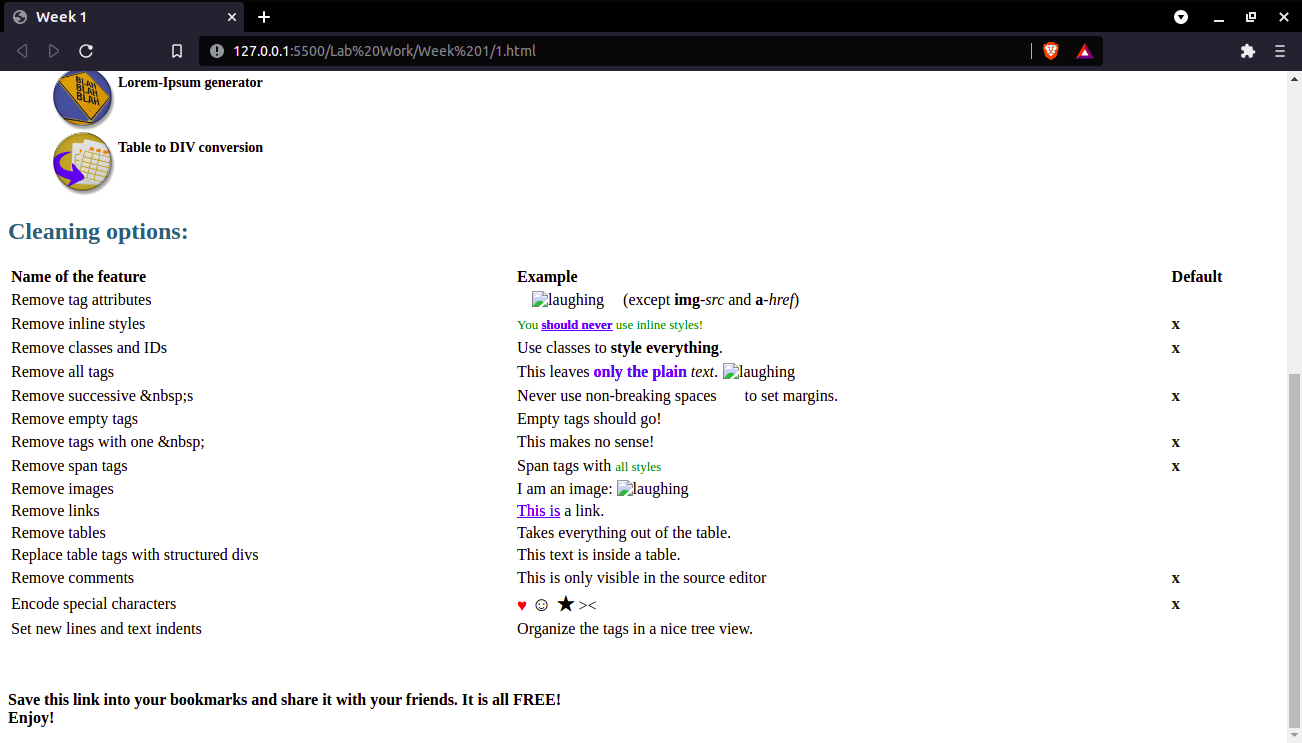 Week 1
127.0.0.1:5500/Lab%20Work/Week%201/1.html
BLAH BLAH BLAH
Lorem-Ipsum generator
Table to DIV conversion
Cleaning options:
Name of the feature Example Default
Remove tag attributes laughing (except img-src and a-href)
Remove inline styles You should never use inline styles! x
Remove classes and IDs Use classes to style everything. x
Remove all tags This leaves only the plain text. laughing
Remove successive &nbsp;s Never use non-breaking spaces to set margins. x
Remove empty tags Empty tags should go!
Remove tags with one &nbsp; This makes no sense! x
Remove span tags Span tags with all styles x
Remove images I am an image: laughing
Remove links This is a link.
Remove tables Takes everything out of the table.
Replace table tags with structured divs This text is inside a table.
Remove comments This is only visible in the source editor x
Encode special characters ♥ ☺ ★ >< x
Set new lines and text indents Organize the tags in a nice tree view.
Save this link into your bookmarks and share it with your friends. It is all FREE!
Enjoy!